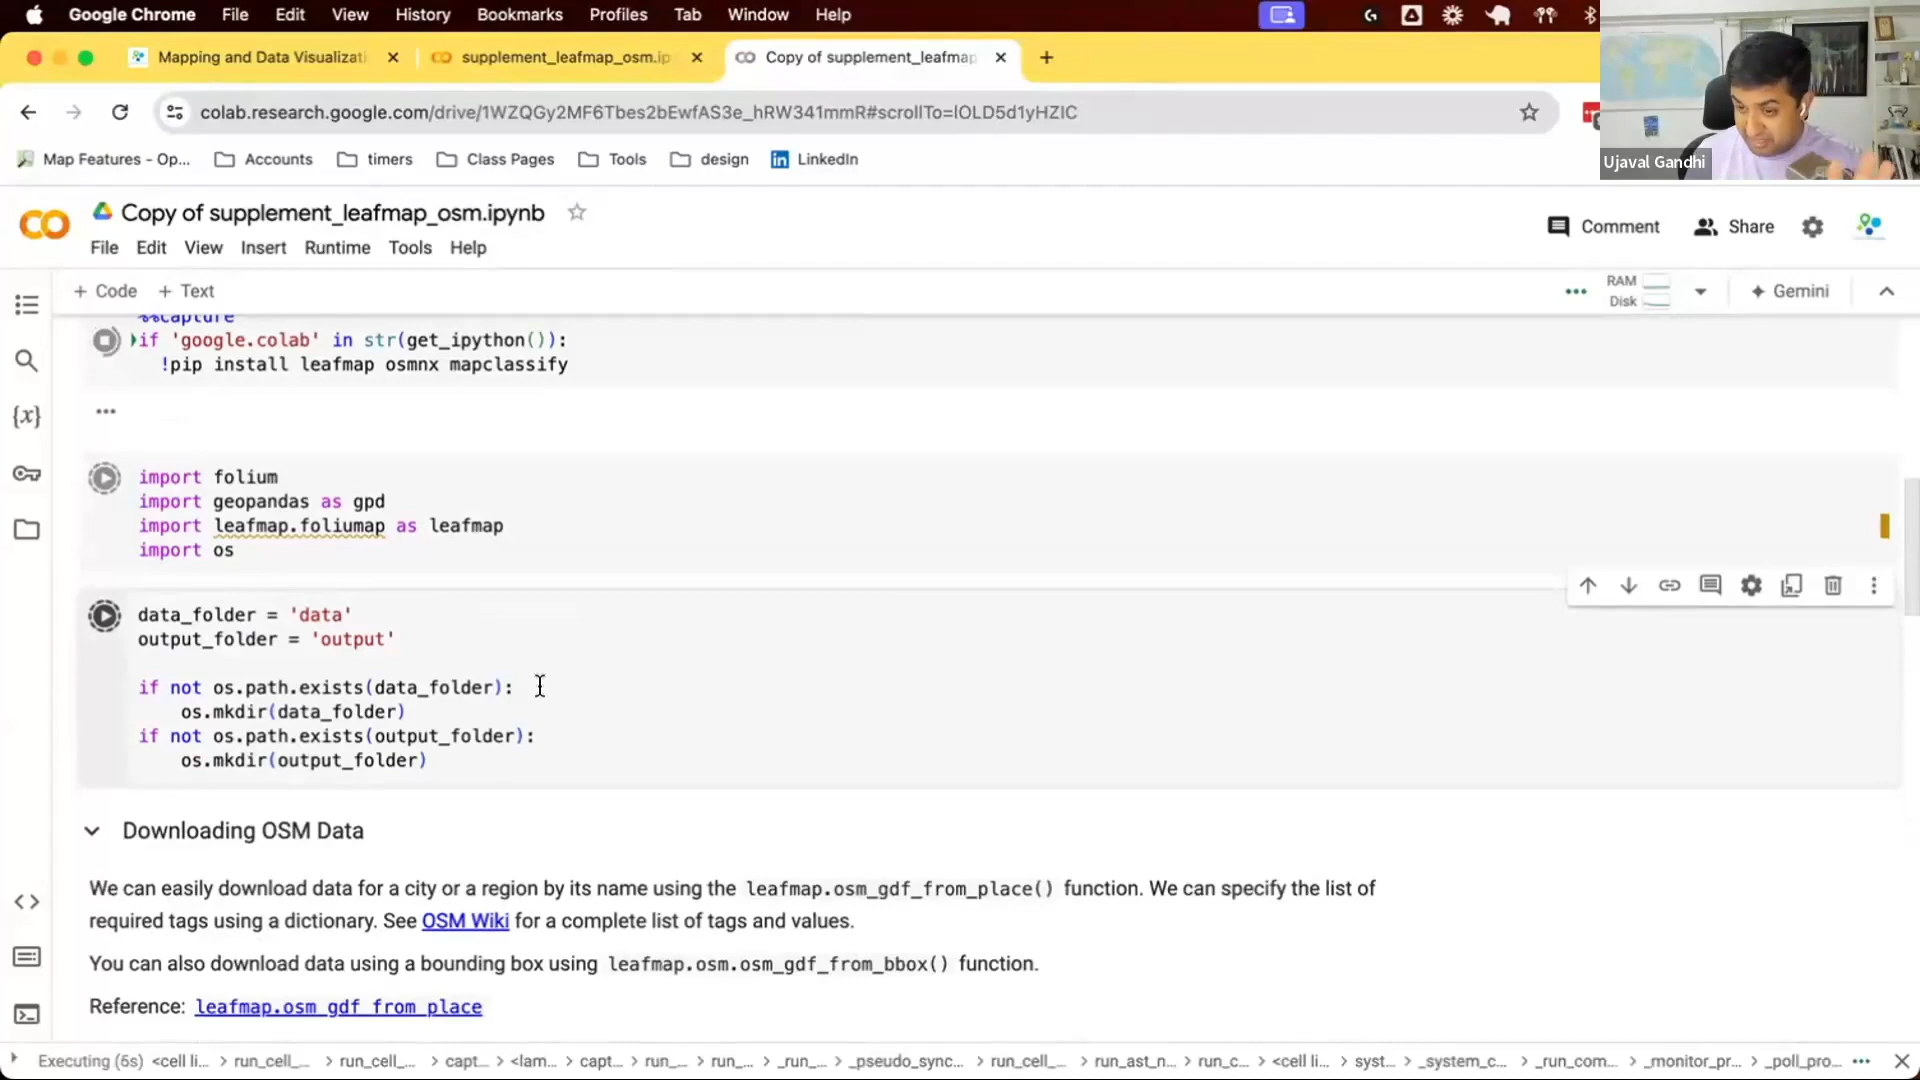 Google Chrome File Edit View History Bookmarks Profiles Tab Window Help
Mapping and Data Visualizati
supplement_leafmap_osm.ip
Copy of supplement_leafmap
colab.research.google.com/drive/1WZQGy2MF6Tbes2bEwfAS3e_hRW341mmR#scrollTo=lOLD5d1yHZIC
Ujaval Gandhi
Map Features - Op... Accounts timers Class Pages Tools design LinkedIn
Copy of supplement_leafmap_osm.ipynb
File Edit View Insert Runtime Tools Help
Comment Share
+ Code + Text
RAM
Disk
Gemini
%%capture
if 'google.colab' in str(get_ipython()):
!pip install leafmap osmnx mapclassify
...
import folium
import geopandas as gpd
import leafmap.foliumap as leafmap
import os
data_folder = 'data'
output_folder = 'output'
if not os.path.exists(data_folder):
os.mkdir(data_folder)
if not os.path.exists(output_folder):
os.mkdir(output_folder)
Downloading OSM Data
We can easily download data for a city or a region by its name using the leafmap.osm_gdf_from_place() function. We can specify the list of
required tags using a dictionary. See OSM Wiki for a complete list of tags and values.
You can also download data using a bounding box using leafmap.osm.osm_gdf_from_bbox() function.
Reference: leafmap.osm_gdf_from_place
Executing (6s) <cell li... > run_cell_... > run_cell_... > capt... > <lam... > capt... > run_... > run_... > _run_... > _pseudo_sync... > run_cell_... > run_ast_n... > run_c... > <cell li... > syst... > _system_c... > _run_com... > _monitor_pr... > _poll_pro... ...